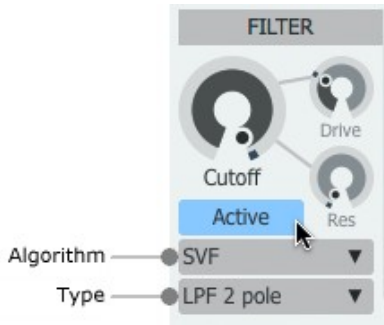 FILTER
Drive
Cutoff
Res
Active
Algorithm
SVF
Type
LPF 2 pole